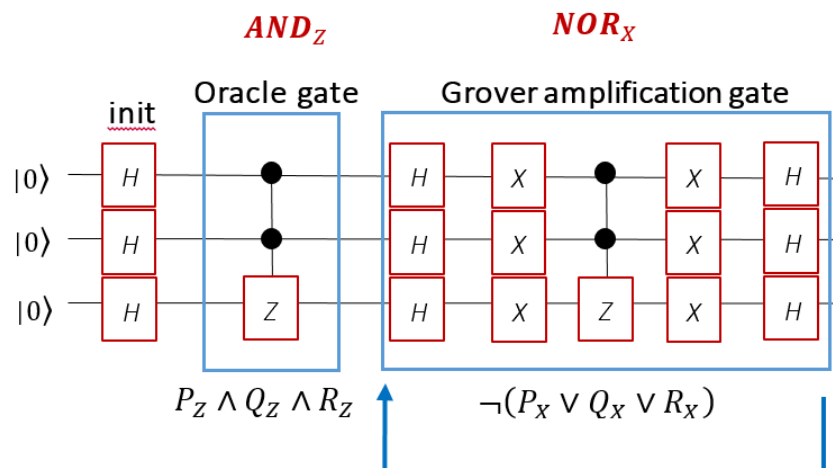 AND_Z NOR_X
init Oracle gate Grover amplification gate
|0⟩ H H X X H
|0⟩ H H X X H
|0⟩ H Z H X Z X H
P_Z ∧ Q_Z ∧ R_Z ¬(P_X ∨ Q_X ∨ R_X)